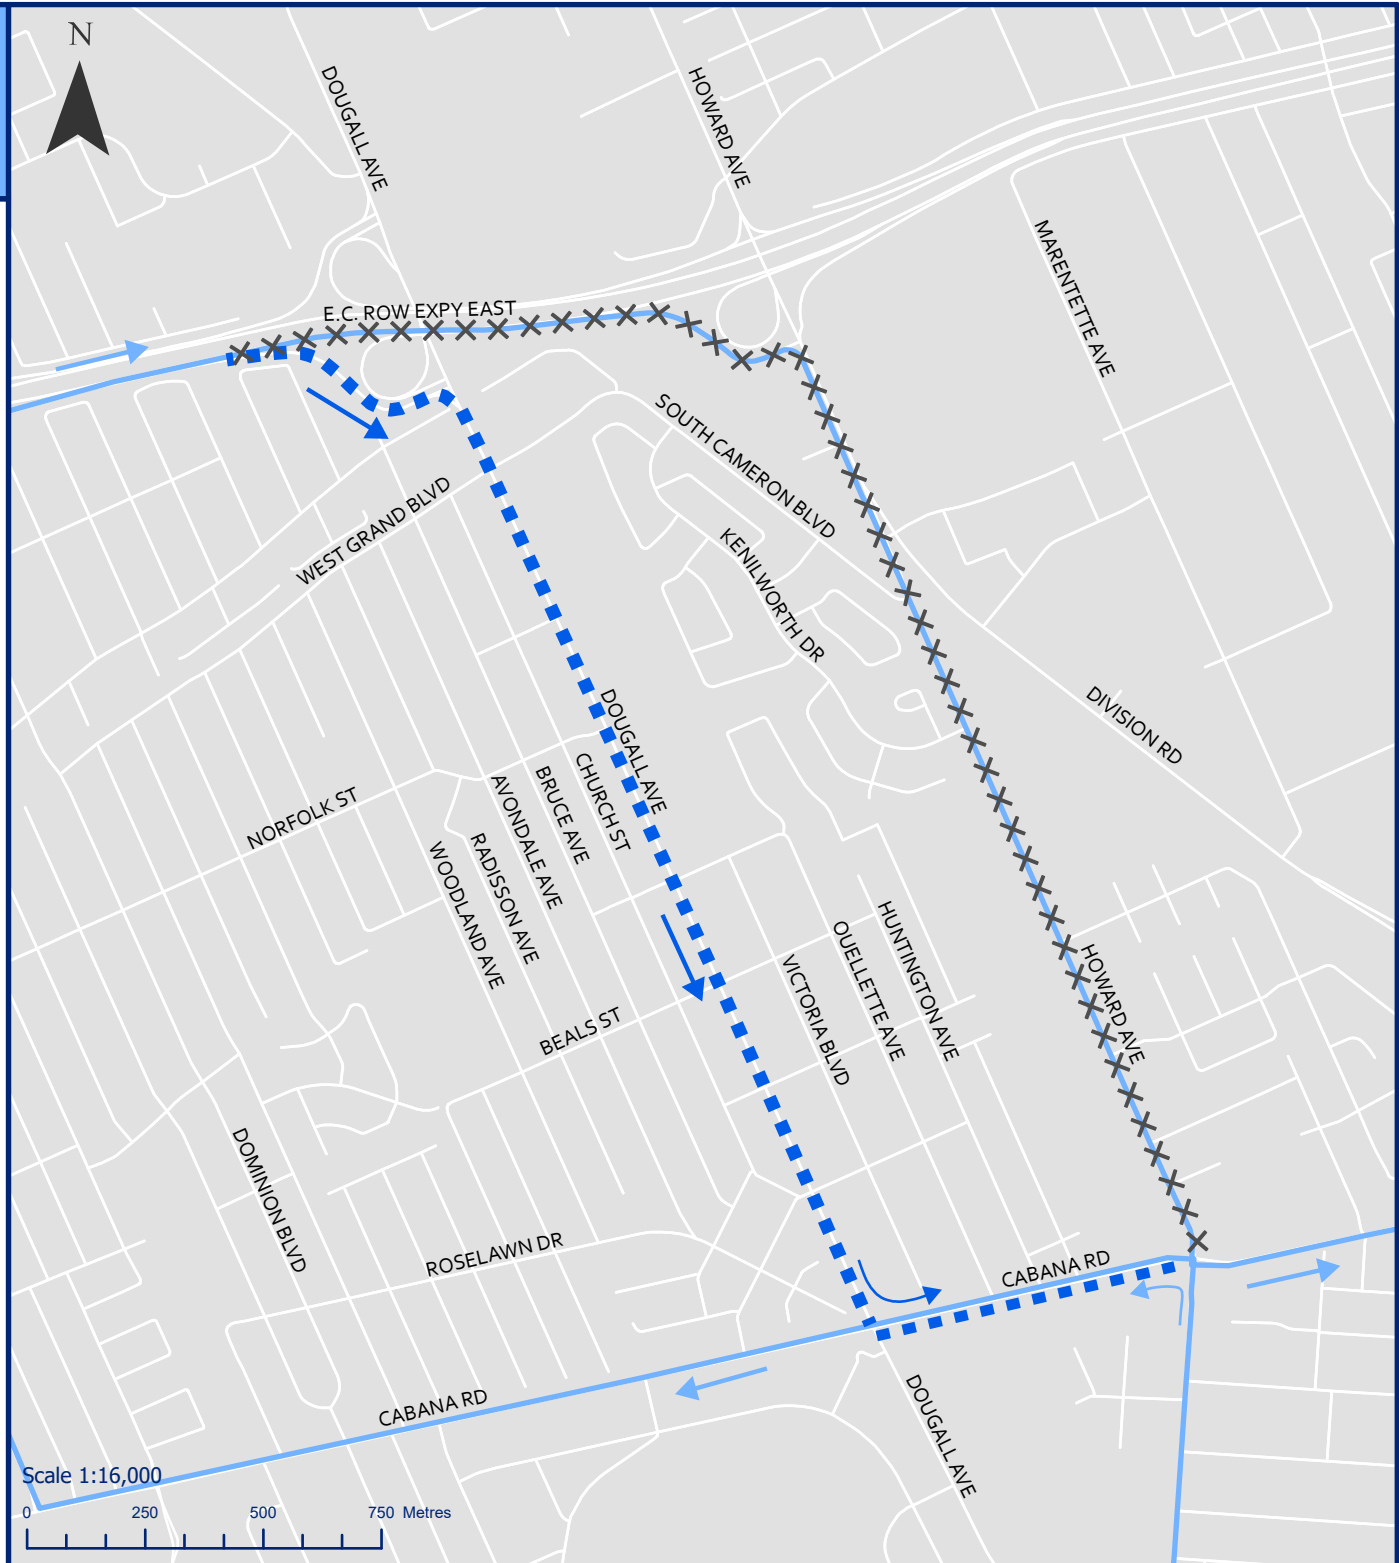 N
DOUGALL AVE
HOWARD AVE
MARENTETTE AVE
E.C. ROW EXPY EAST
SOUTH CAMERON BLVD
WEST GRAND BLVD
KENILWORTH DR
DIVISION RD
DOUGALL AVE
NORFOLK ST
CHURCH ST
BRUCE AVE
AVONDALE AVE
RADISSON AVE
WOODLAND AVE
HUNTINGTON AVE
OUELLETTE AVE
VICTORIA BLVD
HOWARD AVE
BEALS ST
DOMINION BLVD
ROSELAWN DR
CABANA RD
CABANA RD
DOUGALL AVE
Scale 1:16,000
0 250 500 750 Metres